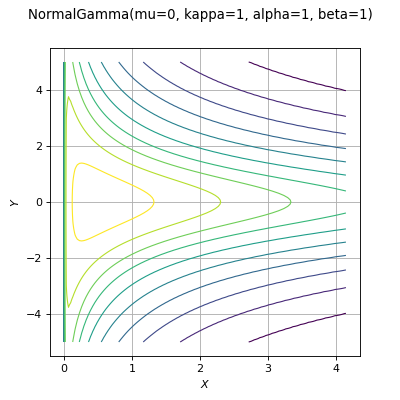 NormalGamma(mu=0, kappa=1, alpha=1, beta=1)
4
2
0
−2
−4
Y
0 1 2 3 4
X